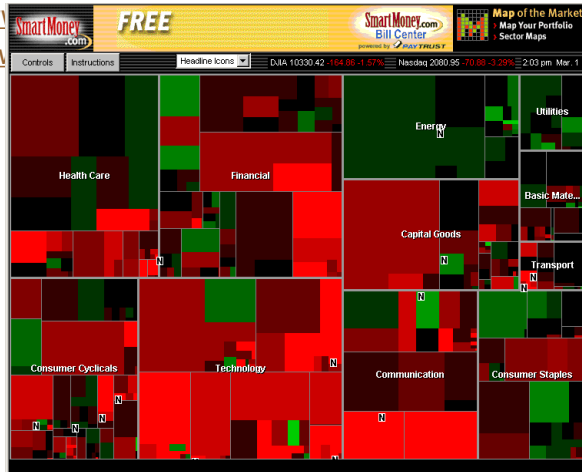 SmartMoney.com
FREE
SmartMoney.com
Bill Center
powered by PAYTRUST
Map of the Market
Map Your Portfolio
Sector Maps
Controls
Instructions
Headline Icons
DJIA 10330.42 -164.88 -1.57%
Nasdaq 2080.95 -70.88 -3.29%
2:03 pm Mar. 1
Health Care
Financial
Energy
Utilities
Basic Mate...
Capital Goods
Transport
Consumer Cyclicals
Technology
Communication
Consumer Staples
N
N
N
N
N
N
N
N
N
N
N
N